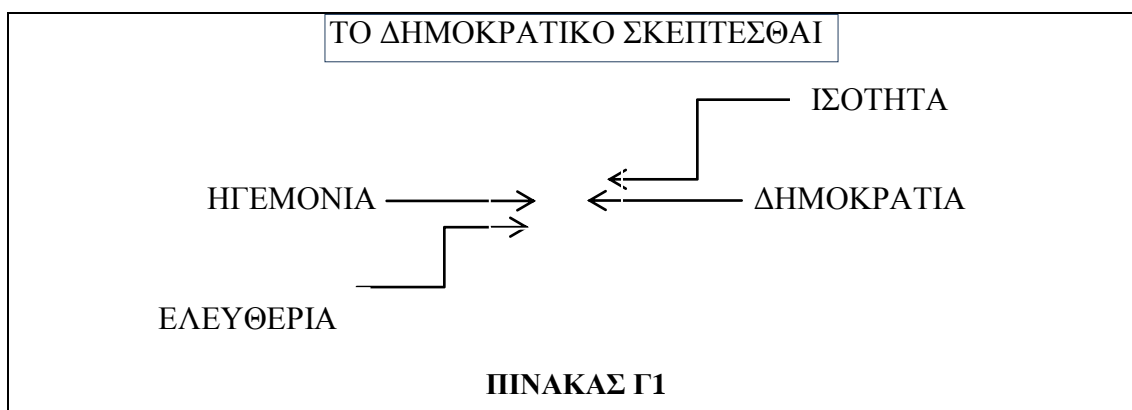 ΤΟ ΔΗΜΟΚΡΑΤΙΚΟ ΣΚΕΠΤΕΣΘΑΙ
ΙΣΟΤΗΤΑ
ΗΓΕΜΟΝΙΑ
ΔΗΜΟΚΡΑΤΙΑ
ΕΛΕΥΘΕΡΙΑ
ΠΙΝΑΚΑΣ Γ1